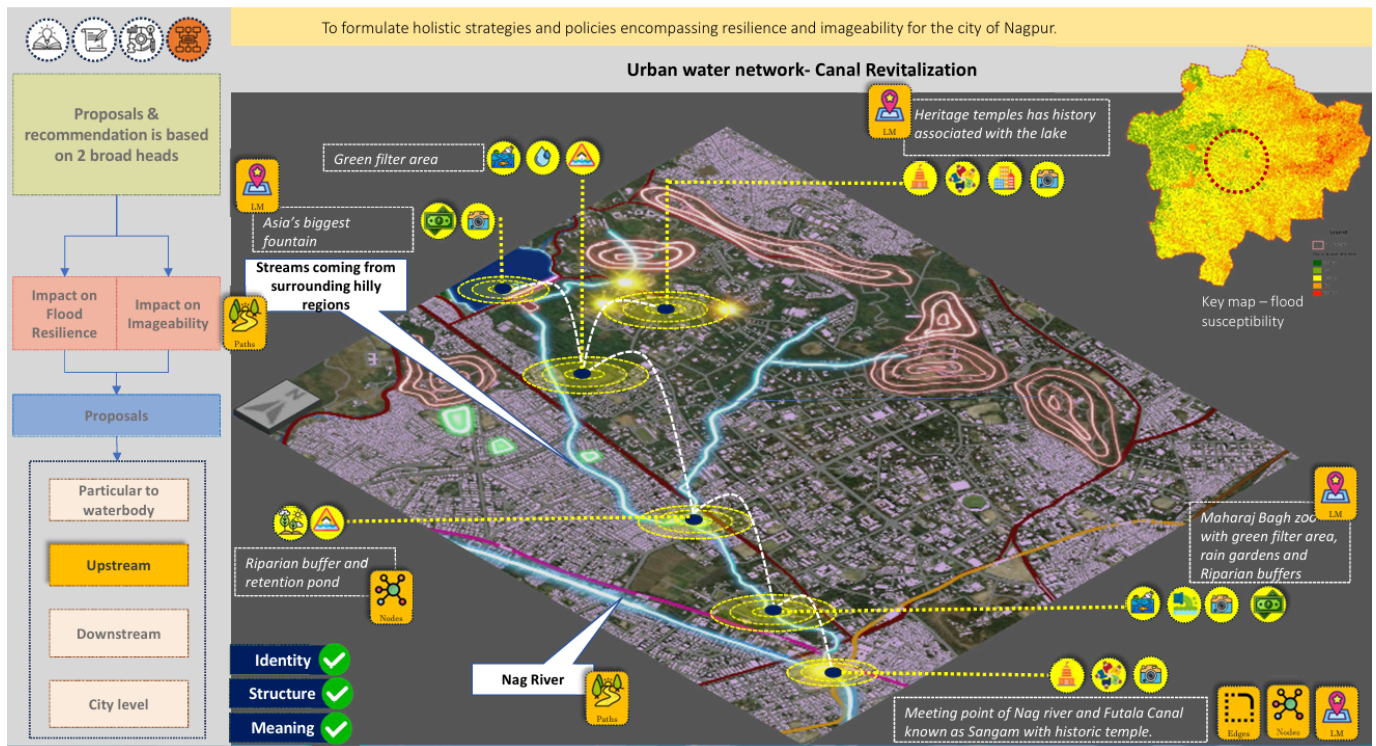 To formulate holistic strategies and policies encompassing resilience and imageability for the city of Nagpur.
Urban water network- Canal Revitalization
Proposals &
recommendation is based
on 2 broad heads
Impact on
Flood
Resilience
Impact on
Imageability
Proposals
Particular to
waterbody
Upstream
Downstream
City level
LM
Heritage temples has history
associated with the lake
Green filter area
LM
Asia's biggest
fountain
Streams coming from
surrounding hilly
regions
Paths
Key map – flood
susceptibility
N
LM
Maharaj Bagh zoo
with green filter area,
rain gardens and
Riparian buffers
Riparian buffer and
retention pond
Nodes
Identity
Structure
Meaning
Nag River
Paths
Meeting point of Nag river and Futala Canal
known as Sangam with historic temple.
Edges
Nodes
LM